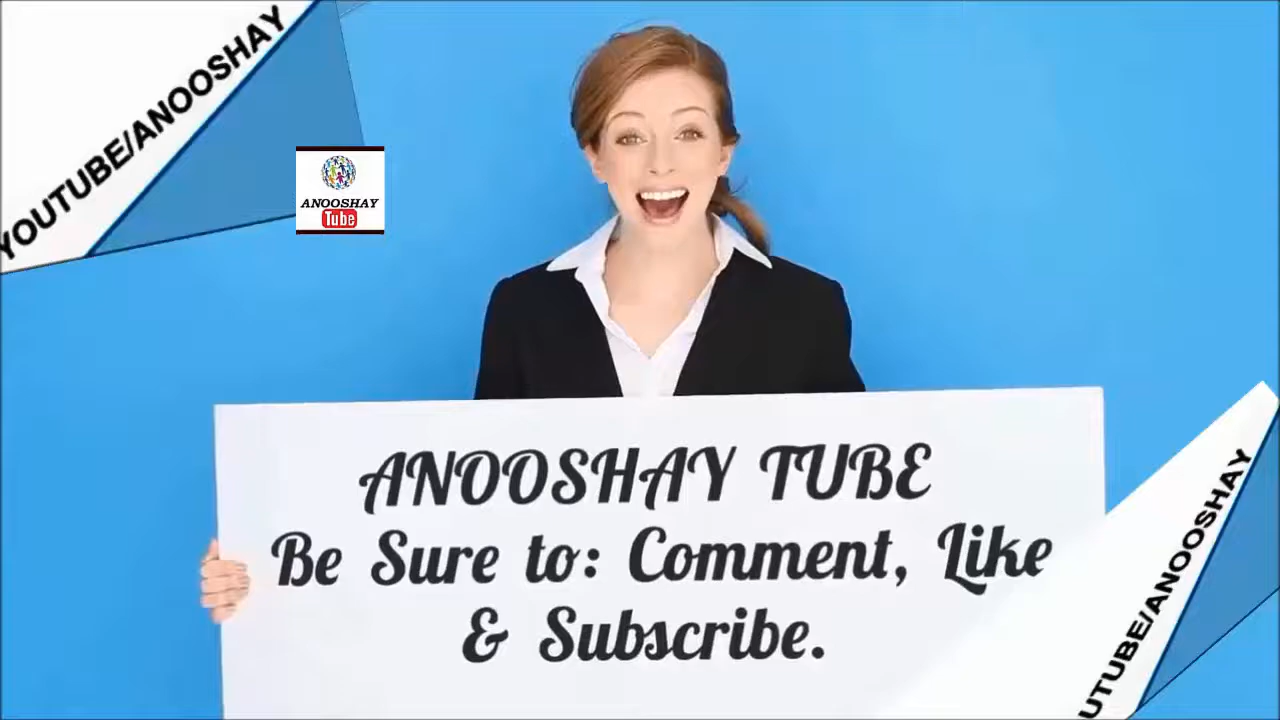 YOUTUBE/ANOOSHAY
ANOOSHAY
Tube
ANOOSHAY TUBE
Be Sure to: Comment, Like
& Subscribe.
UTUBE/ANOOSHAY